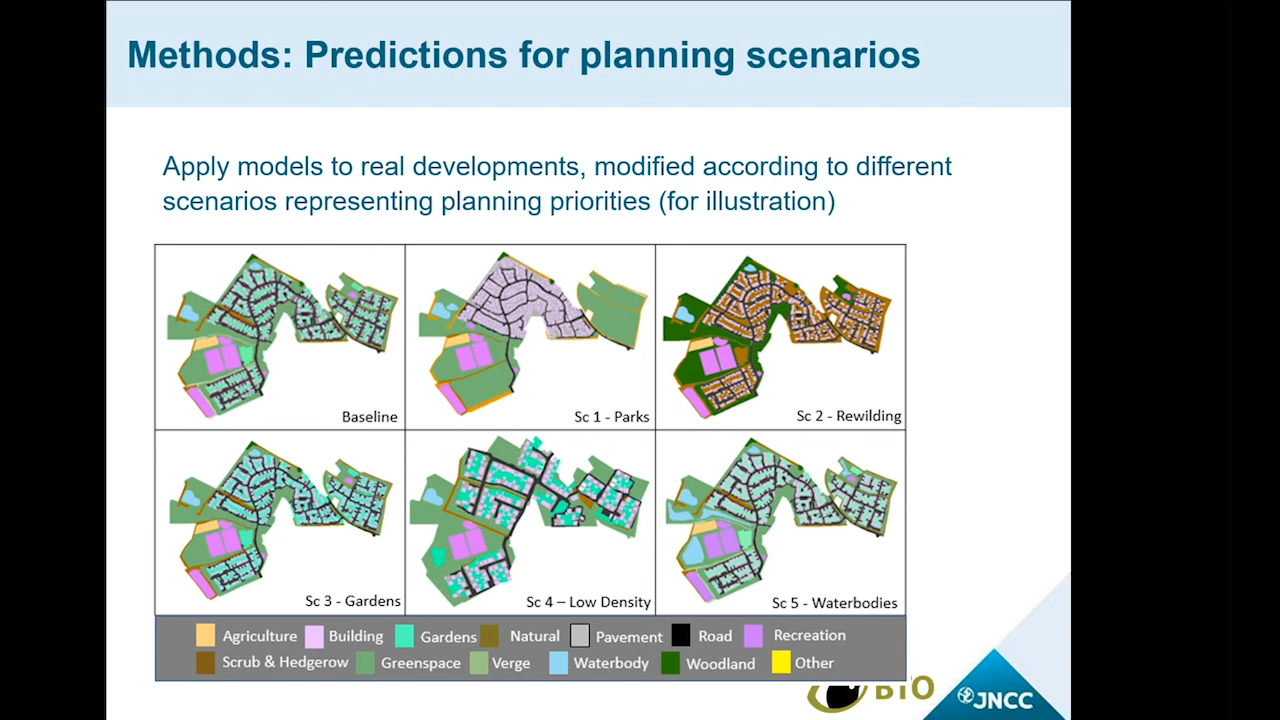 Methods: Predictions for planning scenarios
Apply models to real developments, modified according to different
scenarios representing planning priorities (for illustration)
Baseline
Sc 1 - Parks
Sc 2 - Rewilding
Sc 3 - Gardens
Sc 4 – Low Density
Sc 5 - Waterbodies
Agriculture Building Gardens Natural Pavement Road Recreation
Scrub & Hedgerow Greenspace Verge Waterbody Woodland Other
BTO
JNCC